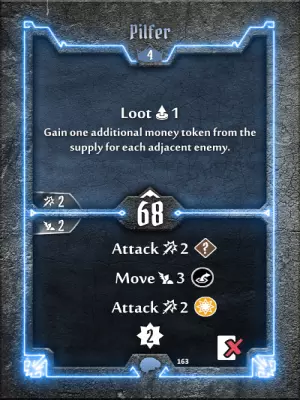 Pilfer
4
Loot 1
Gain one additional money token from the
supply for each adjacent enemy.
2
68
2
Attack 2
?
Move 3
Attack 2
2
163